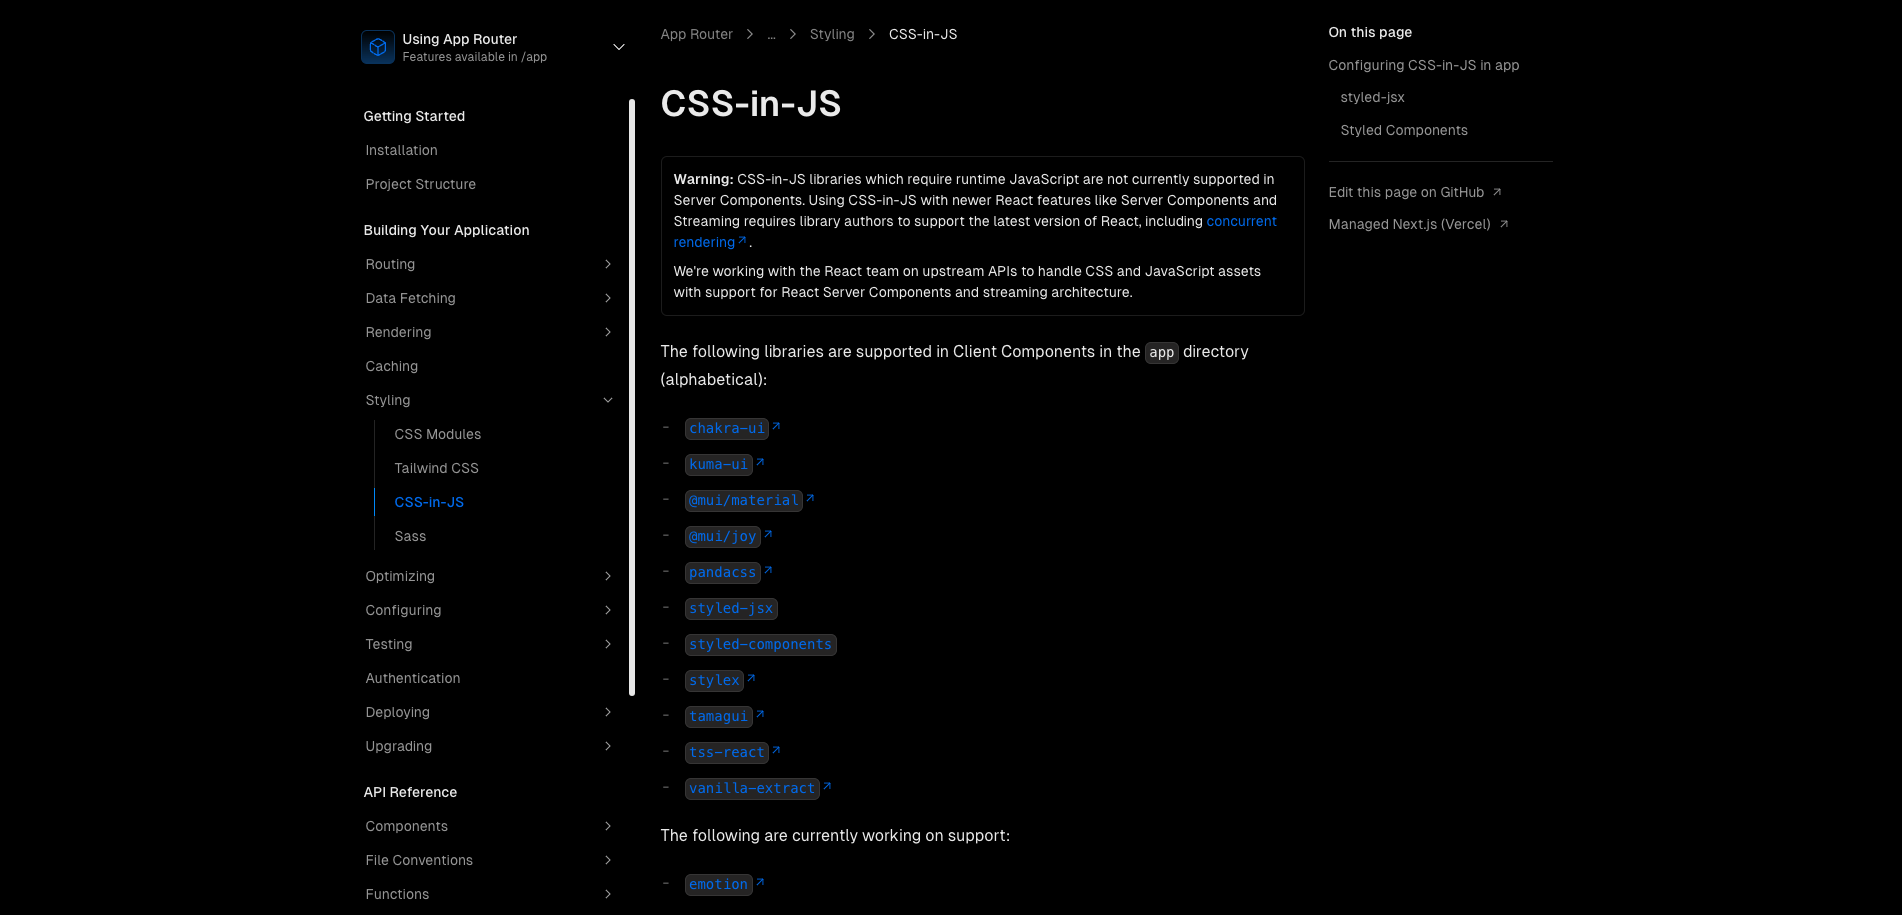 Using App Router
Features available in /app
Getting Started
Installation
Project Structure
Building Your Application
Routing
Data Fetching
Rendering
Caching
Styling
CSS Modules
Tailwind CSS
CSS-in-JS
Sass
Optimizing
Configuring
Testing
Authentication
Deploying
Upgrading
API Reference
Components
File Conventions
Functions
App Router > ... > Styling > CSS-in-JS
CSS-in-JS
Warning: CSS-in-JS libraries which require runtime JavaScript are not currently supported in
Server Components. Using CSS-in-JS with newer React features like Server Components and
Streaming requires library authors to support the latest version of React, including concurrent
rendering↗.
We're working with the React team on upstream APIs to handle CSS and JavaScript assets
with support for React Server Components and streaming architecture.
The following libraries are supported in Client Components in the app directory
(alphabetical):
- chakra-ui↗
- kuma-ui↗
- @mui/material↗
- @mui/joy↗
- pandacss↗
- styled-jsx
- styled-components
- stylex↗
- tamagui↗
- tss-react↗
- vanilla-extract↗
The following are currently working on support:
- emotion↗
On this page
Configuring CSS-in-JS in app
styled-jsx
Styled Components
Edit this page on GitHub ↗
Managed Next.js (Vercel) ↗